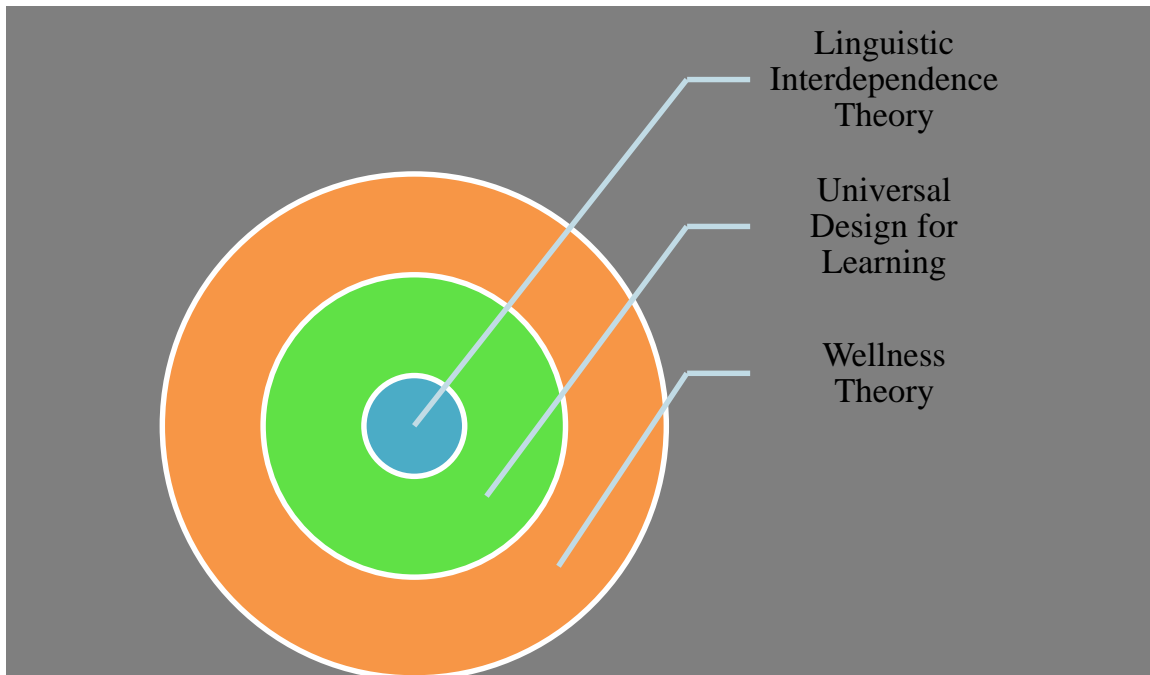 Linguistic
Interdependence
Theory
Universal
Design for
Learning
Wellness
Theory